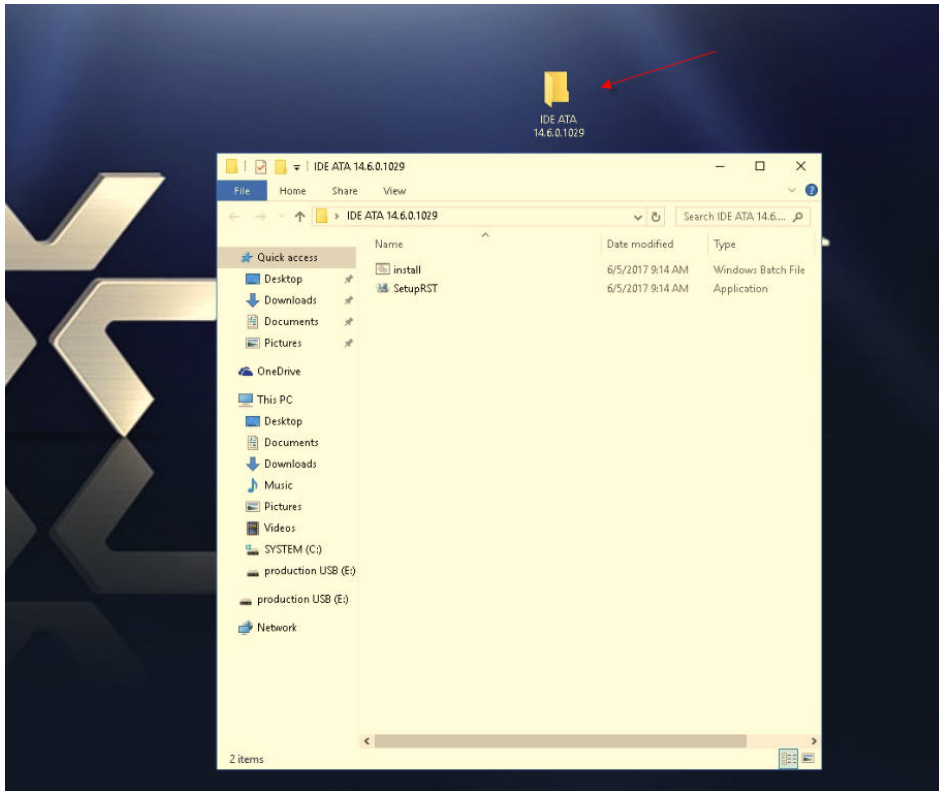 IDE ATA
14.6.0.1029
IDE ATA 14.6.0.1029
File Home Share View
IDE ATA 14.6.0.1029
Search IDE ATA 14.6....
Name Date modified Type
Quick access
install 6/5/2017 9:14 AM Windows Batch File
Desktop
SetupRST 6/5/2017 9:14 AM Application
Downloads
Documents
Pictures
OneDrive
This PC
Desktop
Documents
Downloads
Music
Pictures
Videos
SYSTEM (C:)
production USB (E:)
production USB (E:)
Network
2 items